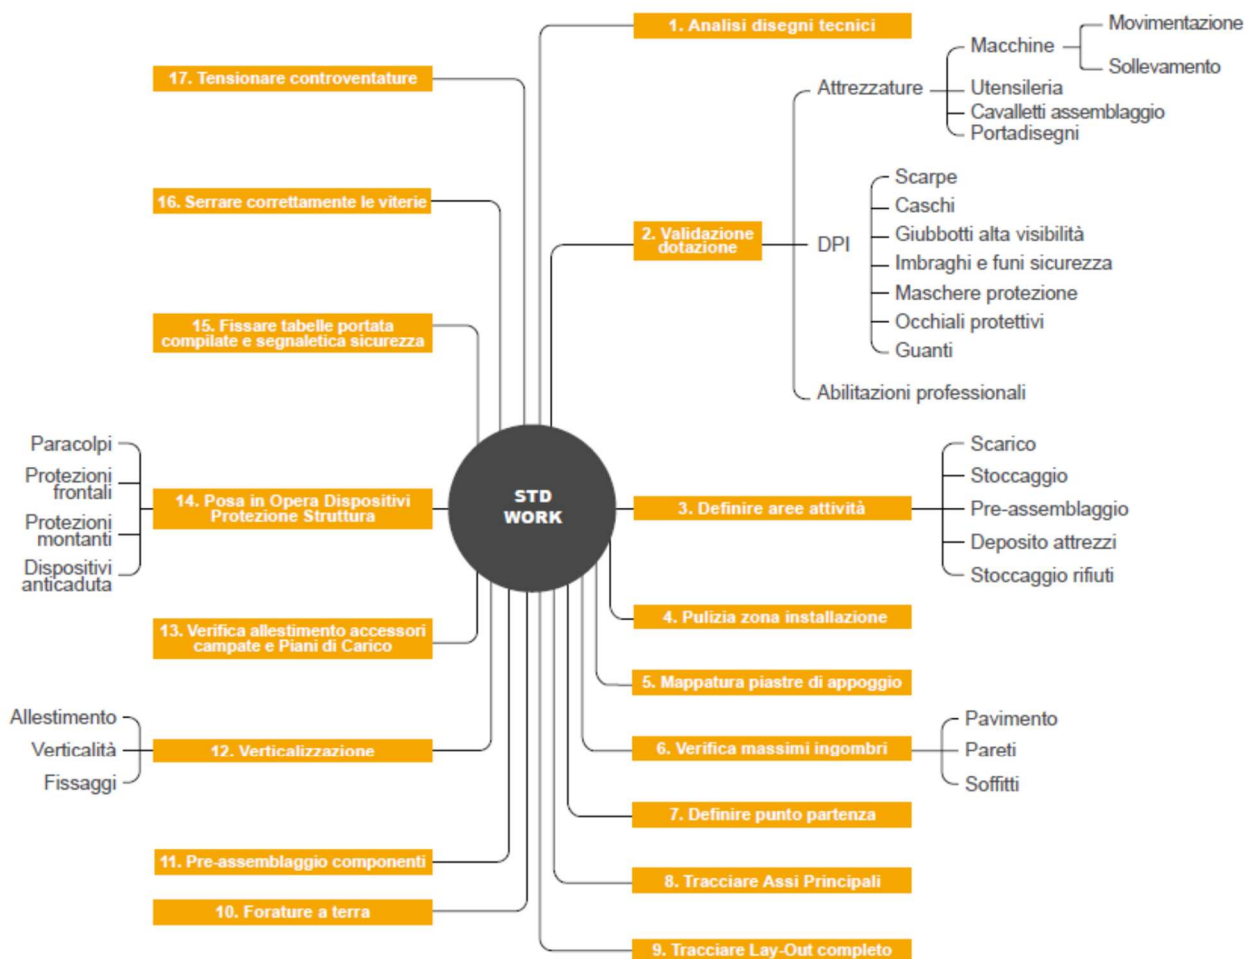 STD
WORK
1. Analisi disegni tecnici
2. Validazione
dotazione
Attrezzature
Macchine
Movimentazione
Sollevamento
Utensileria
Cavalletti assemblaggio
Portadisegni
DPI
Scarpe
Caschi
Giubbotti alta visibilità
Imbraghi e funi sicurezza
Maschere protezione
Occhiali protettivi
Guanti
Abilitazioni professionali
3. Definire aree attività
Scarico
Stoccaggio
Pre-assemblaggio
Deposito attrezzi
Stoccaggio rifiuti
4. Pulizia zona installazione
5. Mappatura piastre di appoggio
6. Verifica massimi ingombri
Pavimento
Pareti
Soffitti
7. Definire punto partenza
8. Tracciare Assi Principali
9. Tracciare Lay-Out completo
10. Forature a terra
11. Pre-assemblaggio componenti
12. Verticalizzazione
Allestimento
Verticalità
Fissaggi
13. Verifica allestimento accessori
campate e Piani di Carico
14. Posa in Opera Dispositivi
Protezione Struttura
Paracolpi
Protezioni
frontali
Protezioni
montanti
Dispositivi
anticaduta
15. Fissare tabelle portata
compilate e segnaletica sicurezza
16. Serrare correttamente le viterie
17. Tensionare controventature